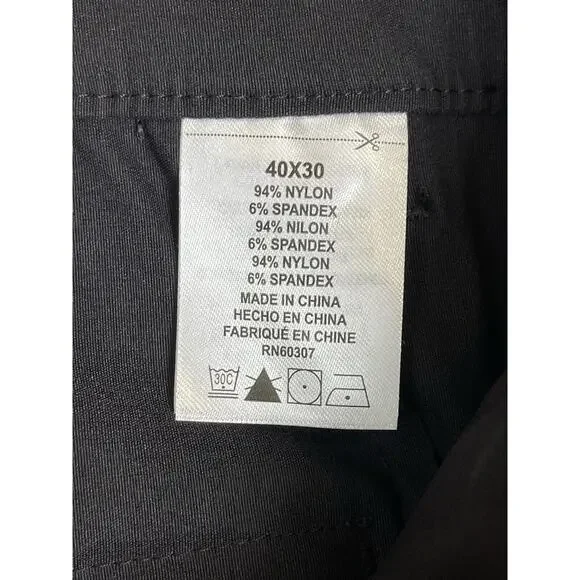 40X30
94% NYLON
6% SPANDEX
94% NILON
6% SPANDEX
94% NYLON
6% SPANDEX
MADE IN CHINA
HECHO EN CHINA
FABRIQUÉ EN CHINE
RN60307
30C